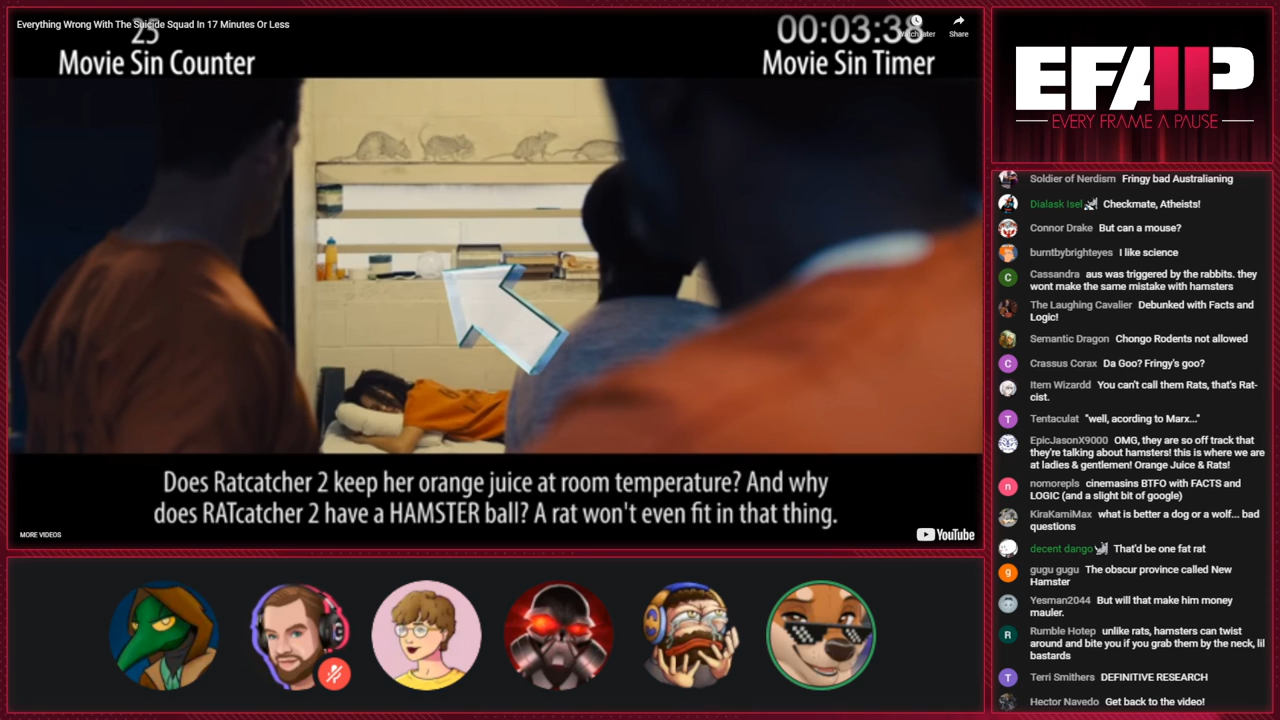 Everything Wrong With The Suicide Squad In 17 Minutes Or Less
25
Movie Sin Counter
00:03:38
Movie Sin Timer
Watch later
Share
Does Ratcatcher 2 keep her orange juice at room temperature? And why
does RATcatcher 2 have a HAMSTER ball? A rat won't even fit in that thing.
MORE VIDEOS
YouTube
EFAP
EVERY FRAME A PAUSE
Soldier of Nerdism Fringy bad Australianing
Dialask Isel Checkmate, Atheists!
Connor Drake But can a mouse?
burntbybrighteyes I like science
C
Cassandra aus was triggered by the rabbits. they
wont make the same mistake with hamsters
The Laughing Cavalier Debunked with Facts and
Logic!
Semantic Dragon Chongo Rodents not allowed
C
Crassus Corax Da Goo? Fringy's goo?
Item Wizardd You can't call them Rats, that's Rat-
cist.
T
Tentaculat "well, acording to Marx..."
EpicJasonX9000 OMG, they are so off track that
they're talking about hamsters! this is where we are
at ladies & gentlemen! Orange Juice & Rats!
n
nomorepls cinemasins BTFO with FACTS and
LOGIC (and a slight bit of google)
KiraKamiMax what is better a dog or a wolf... bad
questions
decent dango That'd be one fat rat
g
gugu gugu The obscur province called New
Hamster
Yesman2044 But will that make him money
mauler.
R
Rumble Hotep unlike rats, hamsters can twist
around and bite you if you grab them by the neck, lil
bastards
T
Terri Smithers DEFINITIVE RESEARCH
Hector Navedo Get back to the video!